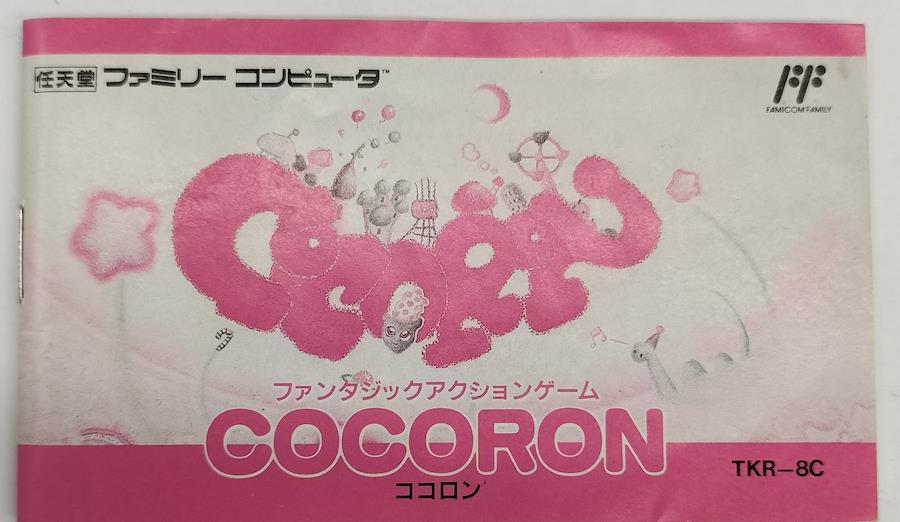 任天堂 ファミリー コンピュータ™
FAMICOM FAMILY
Cocoron
ファンタジックアクションゲーム
COCORON
ココロン
TKR-8C